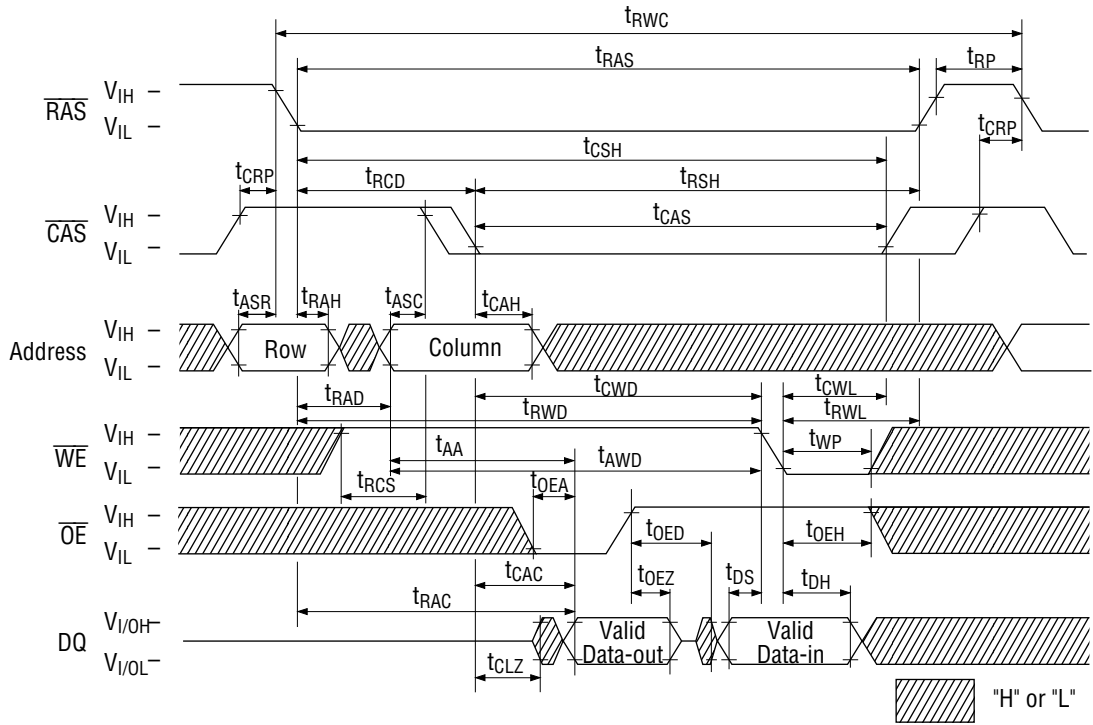 tRWC
tRAS
tRP
RAS
VIH
VIL
tCRP
tCSH
tCRP
tRCD
tRSH
CAS
VIH
VIL
tCAS
tASR
tRAH
tASC
tCAH
Address
VIH
VIL
Row
Column
tRAD
tCWD
tCWL
tRWD
tRWL
WE
VIH
VIL
tAA
tAWD
tWP
tRCS
tOEA
OE
VIH
VIL
tOED
tOEH
tCAC
tOEZ
tDS
tDH
tRAC
DQ
VI/OH
VI/OL
Valid
Data-out
Valid
Data-in
tCLZ
"H" or "L"